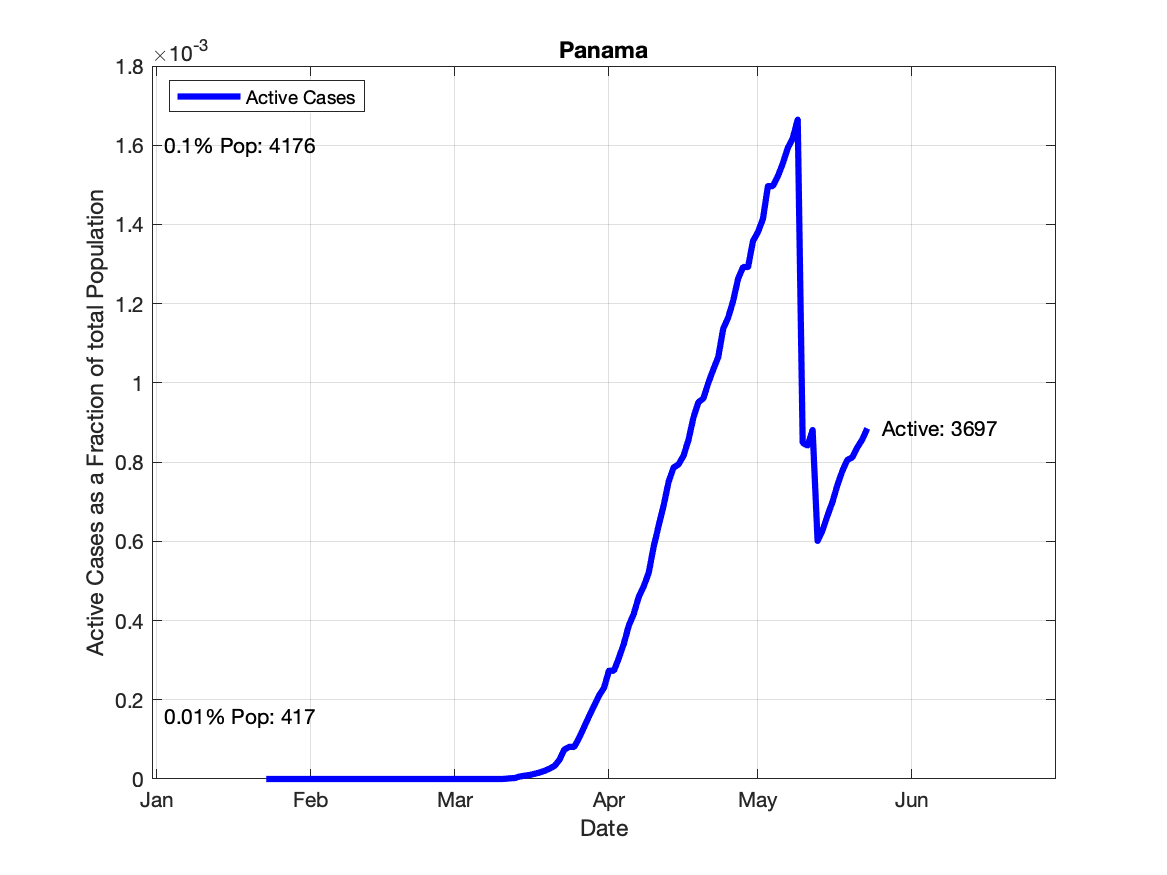 Panama
×10-3
1.8
1.6
1.4
1.2
1
0.8
0.6
0.4
0.2
0
Active Cases
0.1% Pop: 4176
Active: 3697
0.01% Pop: 417
Active Cases as a Fraction of total Population
Jan Feb Mar Apr May Jun
Date